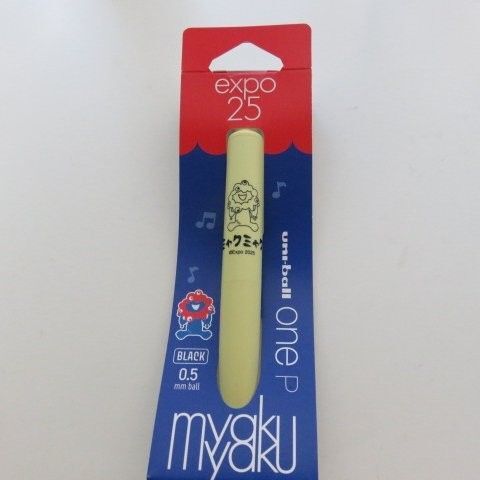 expo
25
ミャクミャク
©Expo 2025
uni-ball one P
BLACK
0.5
mm ball
myaku
myaku